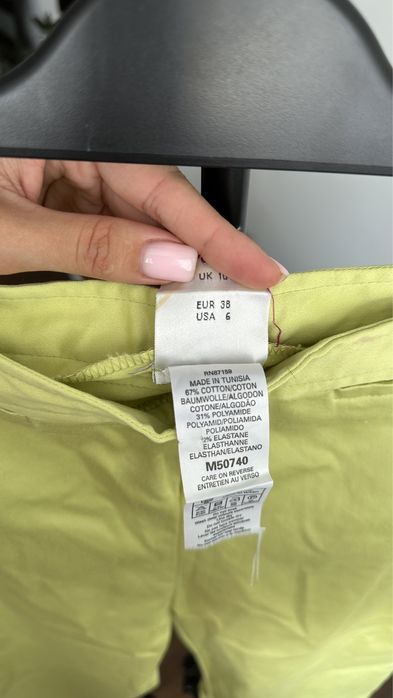 UK 10
EUR 38
USA 6
RN87159
MADE IN TUNISIA
67% COTTON/COTON
BAUMWOLLE/ALGODON
COTONE/ALGODÃO
31% POLYAMIDE
POLYAMID/POLIAMIDA
POLIAMIDO
2% ELASTANE
ELASTHANNE
ELASTHAN/ELASTANO
M50740
CARE ON REVERSE
ENTRETIEN AU VERSO